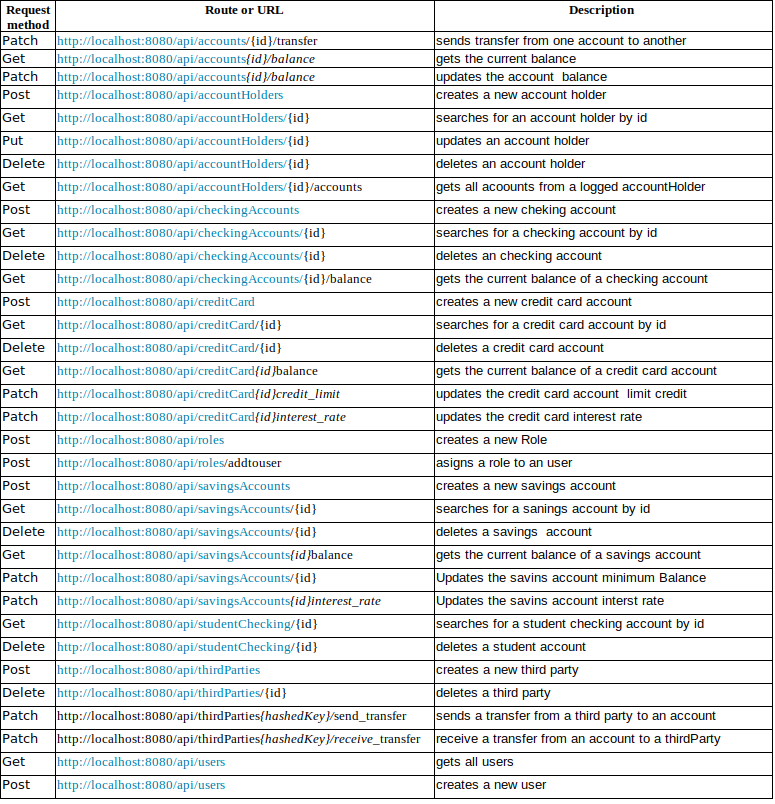 Request method Route or URL Description
Patch http://localhost:8080/api/accounts/{id}/transfer sends transfer from one account to another
Get http://localhost:8080/api/accounts{id}/balance gets the current balance
Patch http://localhost:8080/api/accounts{id}/balance updates the account  balance
Post http://localhost:8080/api/accountHolders creates a new account holder
Get http://localhost:8080/api/accountHolders/{id} searches for an account holder by id
Put http://localhost:8080/api/accountHolders/{id} updates an account holder
Delete http://localhost:8080/api/accountHolders/{id} deletes an account holder
Get http://localhost:8080/api/accountHolders/{id}/accounts gets all acoounts from a logged accountHolder
Post http://localhost:8080/api/checkingAccounts creates a new cheking account
Get http://localhost:8080/api/checkingAccounts/{id} searches for a checking account by id
Delete http://localhost:8080/api/checkingAccounts/{id} deletes an checking account
Get http://localhost:8080/api/checkingAccounts/{id}/balance gets the current balance of a checking account
Post http://localhost:8080/api/creditCard creates a new credit card account
Get http://localhost:8080/api/creditCard/{id} searches for a credit card account by id
Delete http://localhost:8080/api/creditCard/{id} deletes a credit card account
Get http://localhost:8080/api/creditCard{id}balance gets the current balance of a credit card account
Patch http://localhost:8080/api/creditCard{id}credit_limit updates the credit card account  limit credit
Patch http://localhost:8080/api/creditCard{id}interest_rate updates the credit card interest rate
Post http://localhost:8080/api/roles creates a new Role
Post http://localhost:8080/api/roles/addtouser asigns a role to an user
Post http://localhost:8080/api/savingsAccounts creates a new savings account
Get http://localhost:8080/api/savingsAccounts/{id} searches for a sanings account by id
Delete http://localhost:8080/api/savingsAccounts/{id} deletes a savings  account
Get http://localhost:8080/api/savingsAccounts{id}balance gets the current balance of a savings account
Patch http://localhost:8080/api/savingsAccounts/{id} Updates the savins account minimum Balance
Patch http://localhost:8080/api/savingsAccounts{id}interest_rate Updates the savins account interst rate
Get http://localhost:8080/api/studentChecking/{id} searches for a student checking account by id
Delete http://localhost:8080/api/studentChecking/{id} deletes a student account
Post http://localhost:8080/api/thirdParties creates a new third party
Delete http://localhost:8080/api/thirdParties/{id} deletes a third party
Patch http://localhost:8080/api/thirdParties{hashedKey}/send_transfer sends a transfer from a third party to an account
Patch http://localhost:8080/api/thirdParties{hashedKey}/receive_transfer receive a transfer from an account to a thirdParty
Get http://localhost:8080/api/users gets all users
Post http://localhost:8080/api/users creates a new user